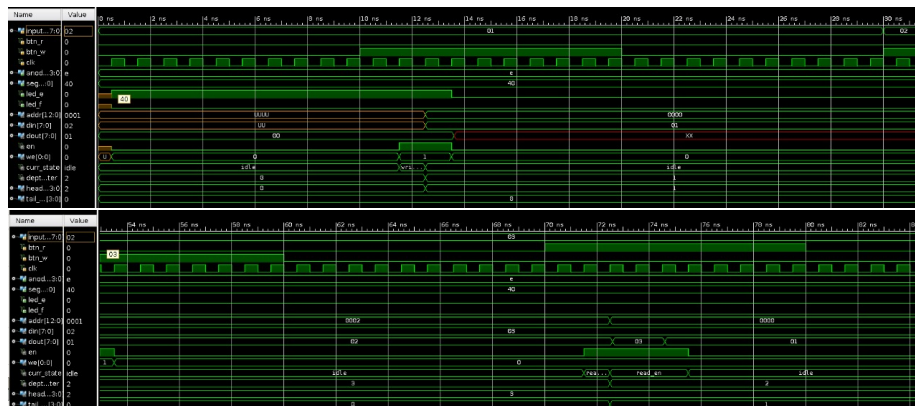 Name Value 0 ns 2 ns 4 ns 6 ns 8 ns 10 ns 12 ns 14 ns 16 ns 18 ns 20 ns 22 ns 24 ns 26 ns 28 ns 30 ns
input...7:0] 02 01 02
btn_r 0
btn_w 0
clk 0
anod...3:0] e e
seg...:0] 40 40
led_e 0
led_f 0 40
addr[12:0] 0001 UUUU 0000
din[7:0] 02 UU 01
dout[7:0] 01 00 XX
en 0
we[0:0] 0 U 0 1 0
curr_state idle idle wri... idle
dept...ter 2 0 1
head...3:0] 2 0 1
tail_...[3:0] 0 0
Name Value 54 ns 56 ns 58 ns 60 ns 62 ns 64 ns 66 ns 68 ns 70 ns 72 ns 74 ns 76 ns 78 ns 80 ns 82 ns
input...7:0] 02 03
btn_r 0
btn_w 0 03
clk 0
anod...3:0] e e
seg...:0] 40 40
led_e 0
led_f 0
addr[12:0] 0001 0002 0000
din[7:0] 02 03
dout[7:0] 01 02 03 01
en 0
we[0:0] 0 1 0
curr_state idle idle rea... read_en idle
dept...ter 2 3 2
head...3:0] 2 3
tail_...[3:0] 0 0 1